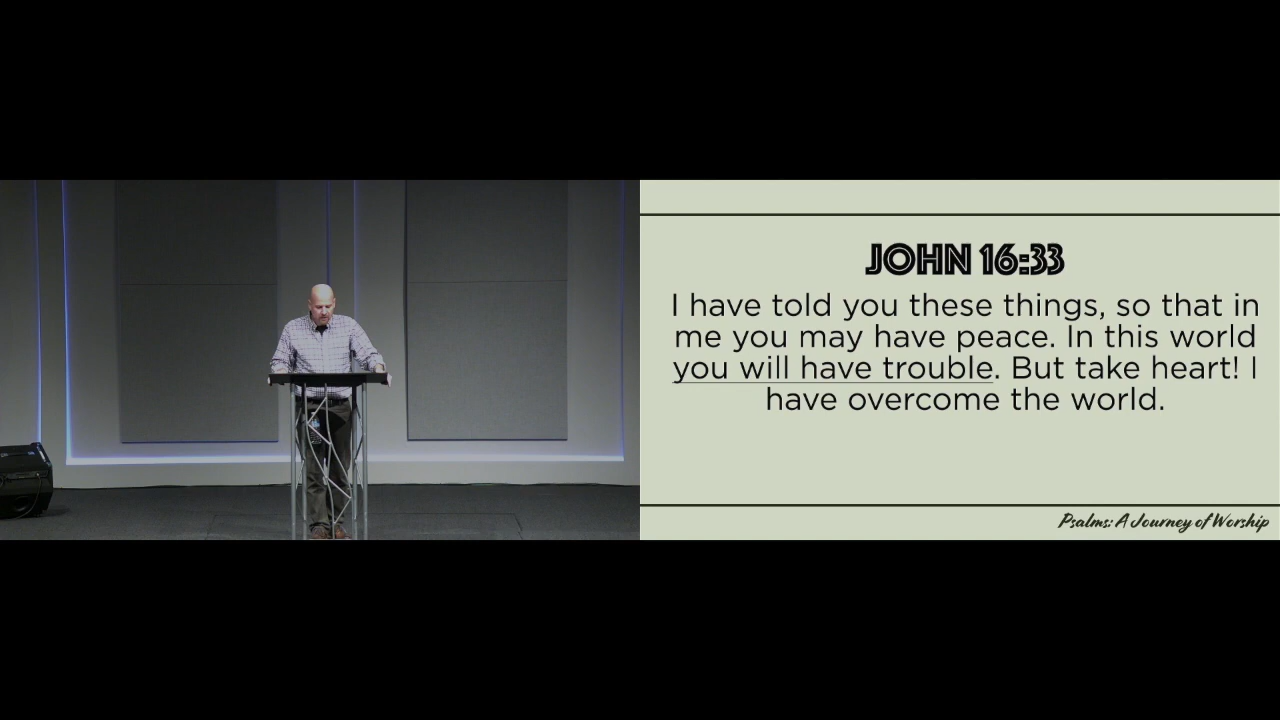 JOHN 16:33
I have told you these things, so that in
me you may have peace. In this world
you will have trouble. But take heart! I
have overcome the world.
Psalms: A Journey of Worship